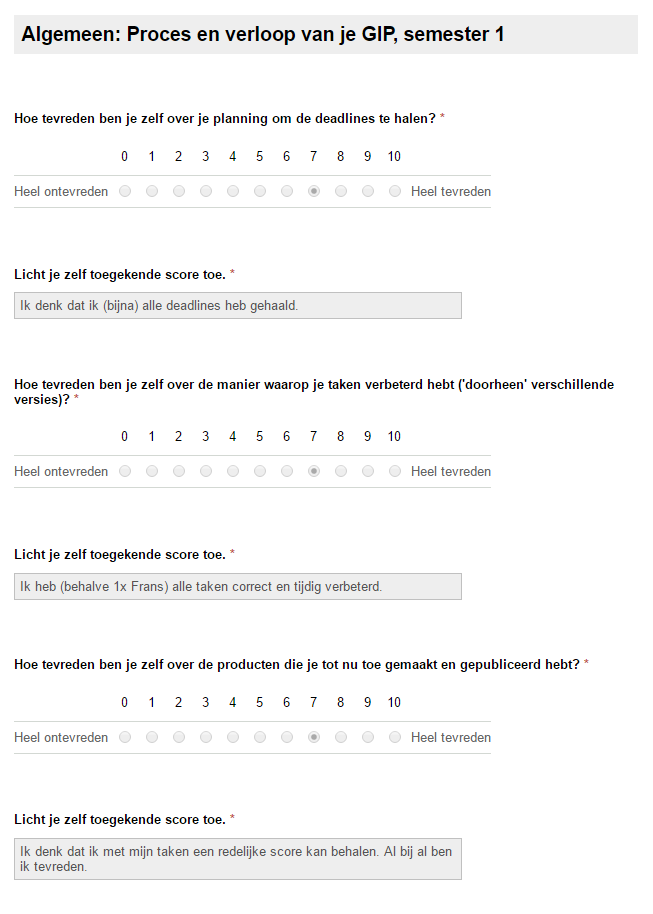 Algemeen: Proces en verloop van je GIP, semester 1
Hoe tevreden ben je zelf over je planning om de deadlines te halen? *
0 1 2 3 4 5 6 7 8 9 10
Heel ontevreden Heel tevreden
Licht je zelf toegekende score toe. *
Ik denk dat ik (bijna) alle deadlines heb gehaald.
Hoe tevreden ben je zelf over de manier waarop je taken verbeterd hebt ('doorheen' verschillende
versies)? *
0 1 2 3 4 5 6 7 8 9 10
Heel ontevreden Heel tevreden
Licht je zelf toegekende score toe. *
Ik heb (behalve 1x Frans) alle taken correct en tijdig verbeterd.
Hoe tevreden ben je zelf over de producten die je tot nu toe gemaakt en gepubliceerd hebt? *
0 1 2 3 4 5 6 7 8 9 10
Heel ontevreden Heel tevreden
Licht je zelf toegekende score toe. *
Ik denk dat ik met mijn taken een redelijke score kan behalen. Al bij al ben
ik tevreden.